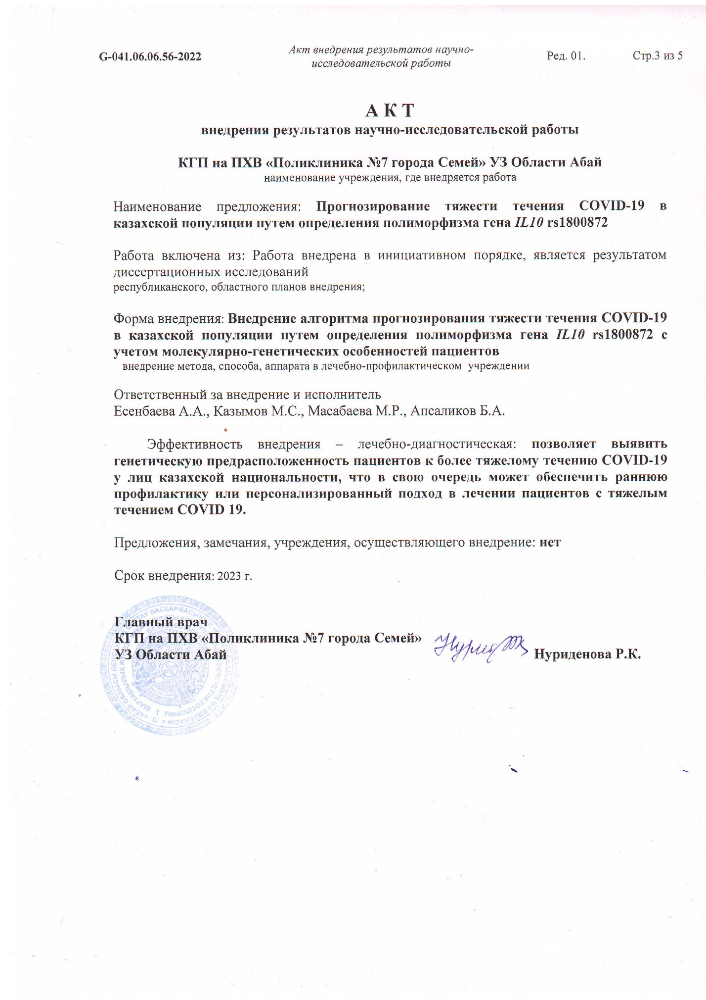 G-041.06.06.56-2022
Акт внедрения результатов научно-
исследовательской работы
Ред. 01.
Стр.3 из 5
А К Т
внедрения результатов научно-исследовательской работы
КГП на ПХВ «Поликлиника №7 города Семей» УЗ Области Абай
наименование учреждения, где внедряется работа
Наименование предложения: Прогнозирование тяжести течения COVID-19 в
казахской популяции путем определения полиморфизма гена IL10 rs1800872
Работа включена из: Работа внедрена в инициативном порядке, является результатом
диссертационных исследований
республиканского, областного планов внедрения;
Форма внедрения: Внедрение алгоритма прогнозирования тяжести течения COVID-19
в казахской популяции путем определения полиморфизма гена IL10 rs1800872 с
учетом молекулярно-генетических особенностей пациентов
внедрение метода, способа, аппарата в лечебно-профилактическом учреждении
Ответственный за внедрение и исполнитель
Есенбаева А.А., Казымов М.С., Масабаева М.Р., Апсаликов Б.А.
Эффективность внедрения – лечебно-диагностическая: позволяет выявить
генетическую предрасположенность пациентов к более тяжелому течению COVID-19
у лиц казахской национальности, что в свою очередь может обеспечить раннюю
профилактику или персонализированный подход в лечении пациентов с тяжелым
течением COVID 19.
Предложения, замечания, учреждения, осуществляющего внедрение: нет
Срок внедрения: 2023 г.
Главный врач
КГП на ПХВ «Поликлиника №7 города Семей»
УЗ Области Абай
Нуриденова Р.К.